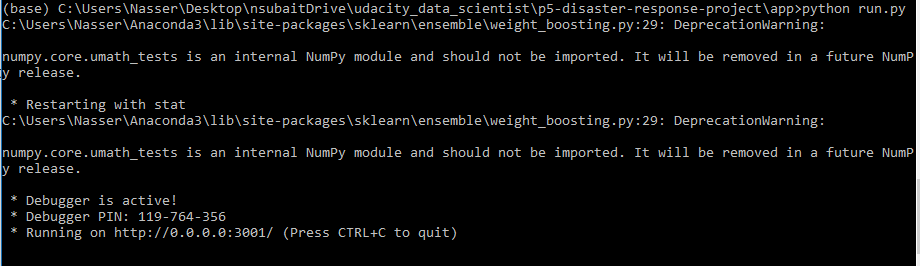 (base) C:\Users\Nasser\Desktop\nsubaitDrive\udacity_data_scientist\p5-disaster-response-project\app>python run.py
C:\Users\Nasser\Anaconda3\lib\site-packages\sklearn\ensemble\weight_boosting.py:29: DeprecationWarning:
numpy.core.umath_tests is an internal NumPy module and should not be imported. It will be removed in a future NumP
y release.
 * Restarting with stat
C:\Users\Nasser\Anaconda3\lib\site-packages\sklearn\ensemble\weight_boosting.py:29: DeprecationWarning:
numpy.core.umath_tests is an internal NumPy module and should not be imported. It will be removed in a future NumP
y release.
 * Debugger is active!
 * Debugger PIN: 119-764-356
 * Running on http://0.0.0.0:3001/ (Press CTRL+C to quit)